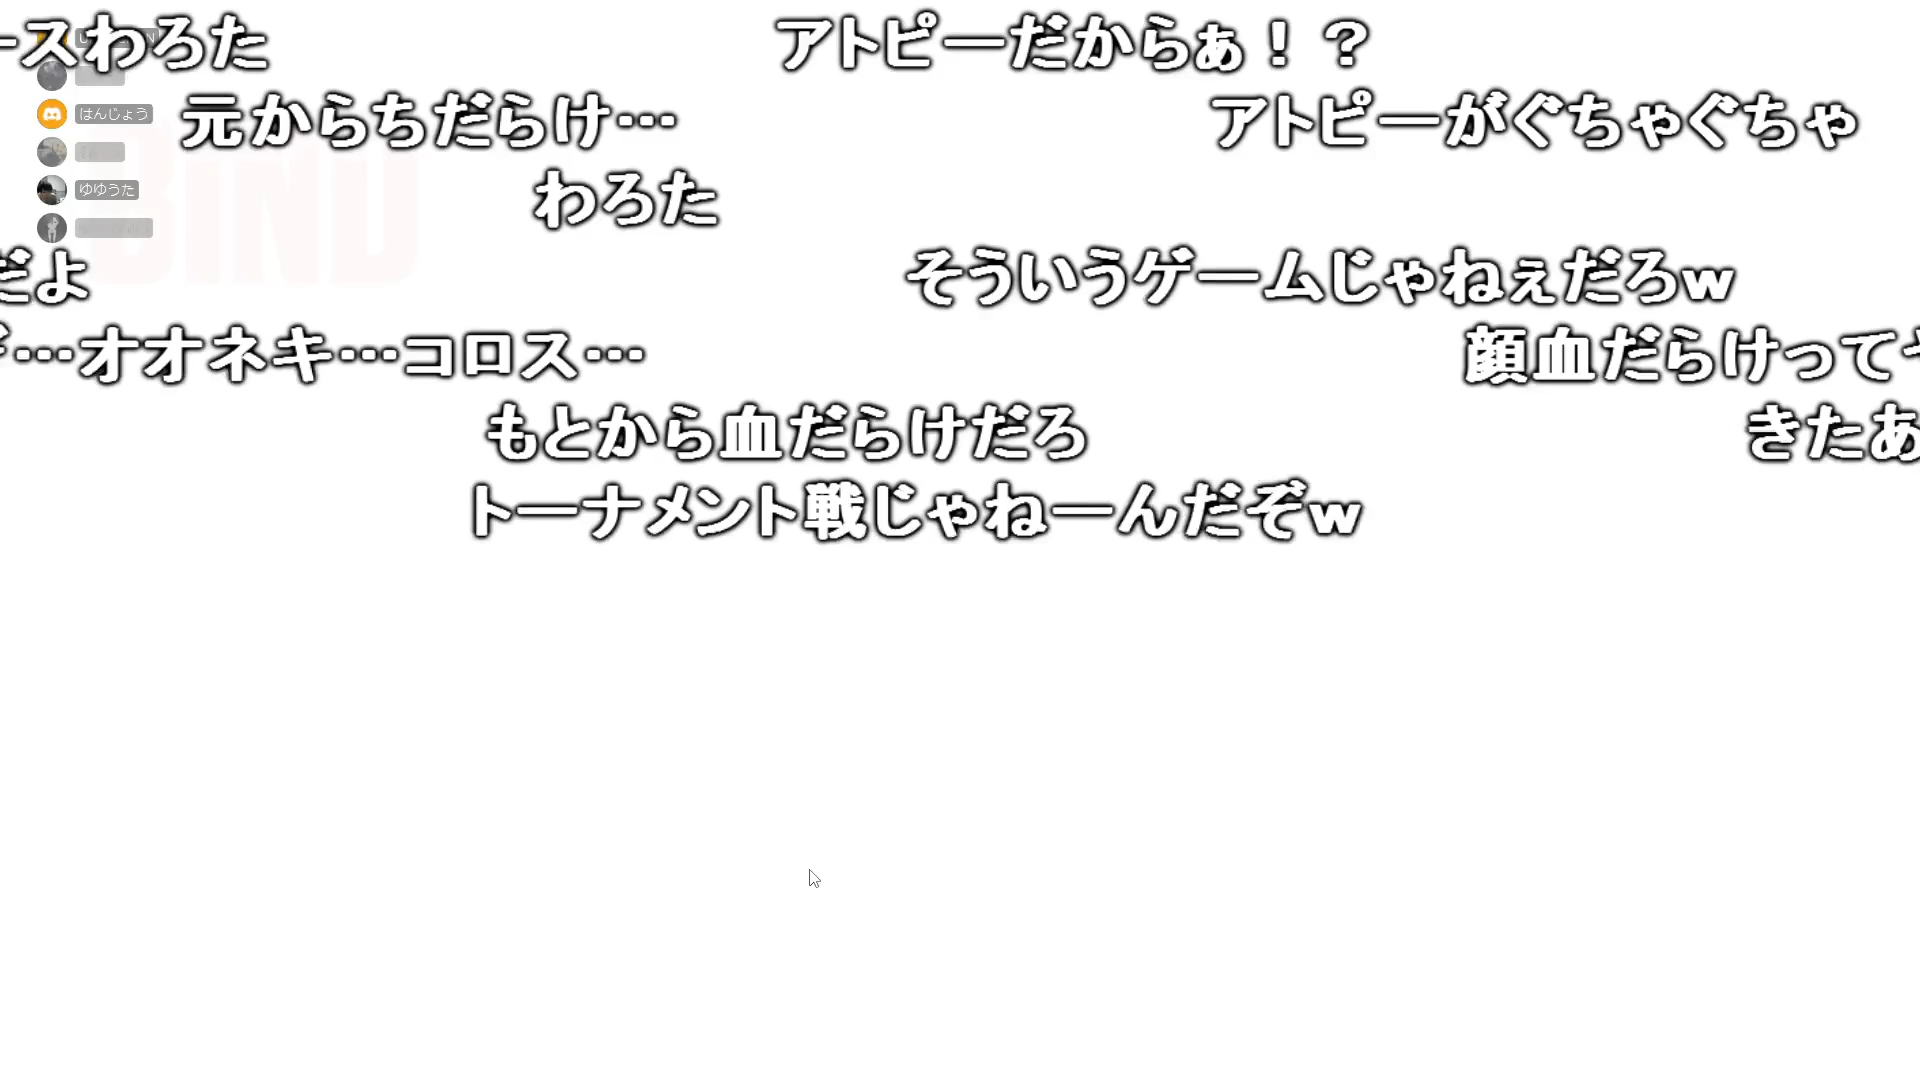 ースわろた
アトピーだからぁ！？
元からちだらけ…
アトピーがぐちゃぐちゃ
はんじょう
わろた
ゆゆうた
だよ
そういうゲームじゃねぇだろw
…オオネキ…コロス…
顔血だらけって
もとから血だらけだろ
きたあ
トーナメント戦じゃねーんだぞw
BIND